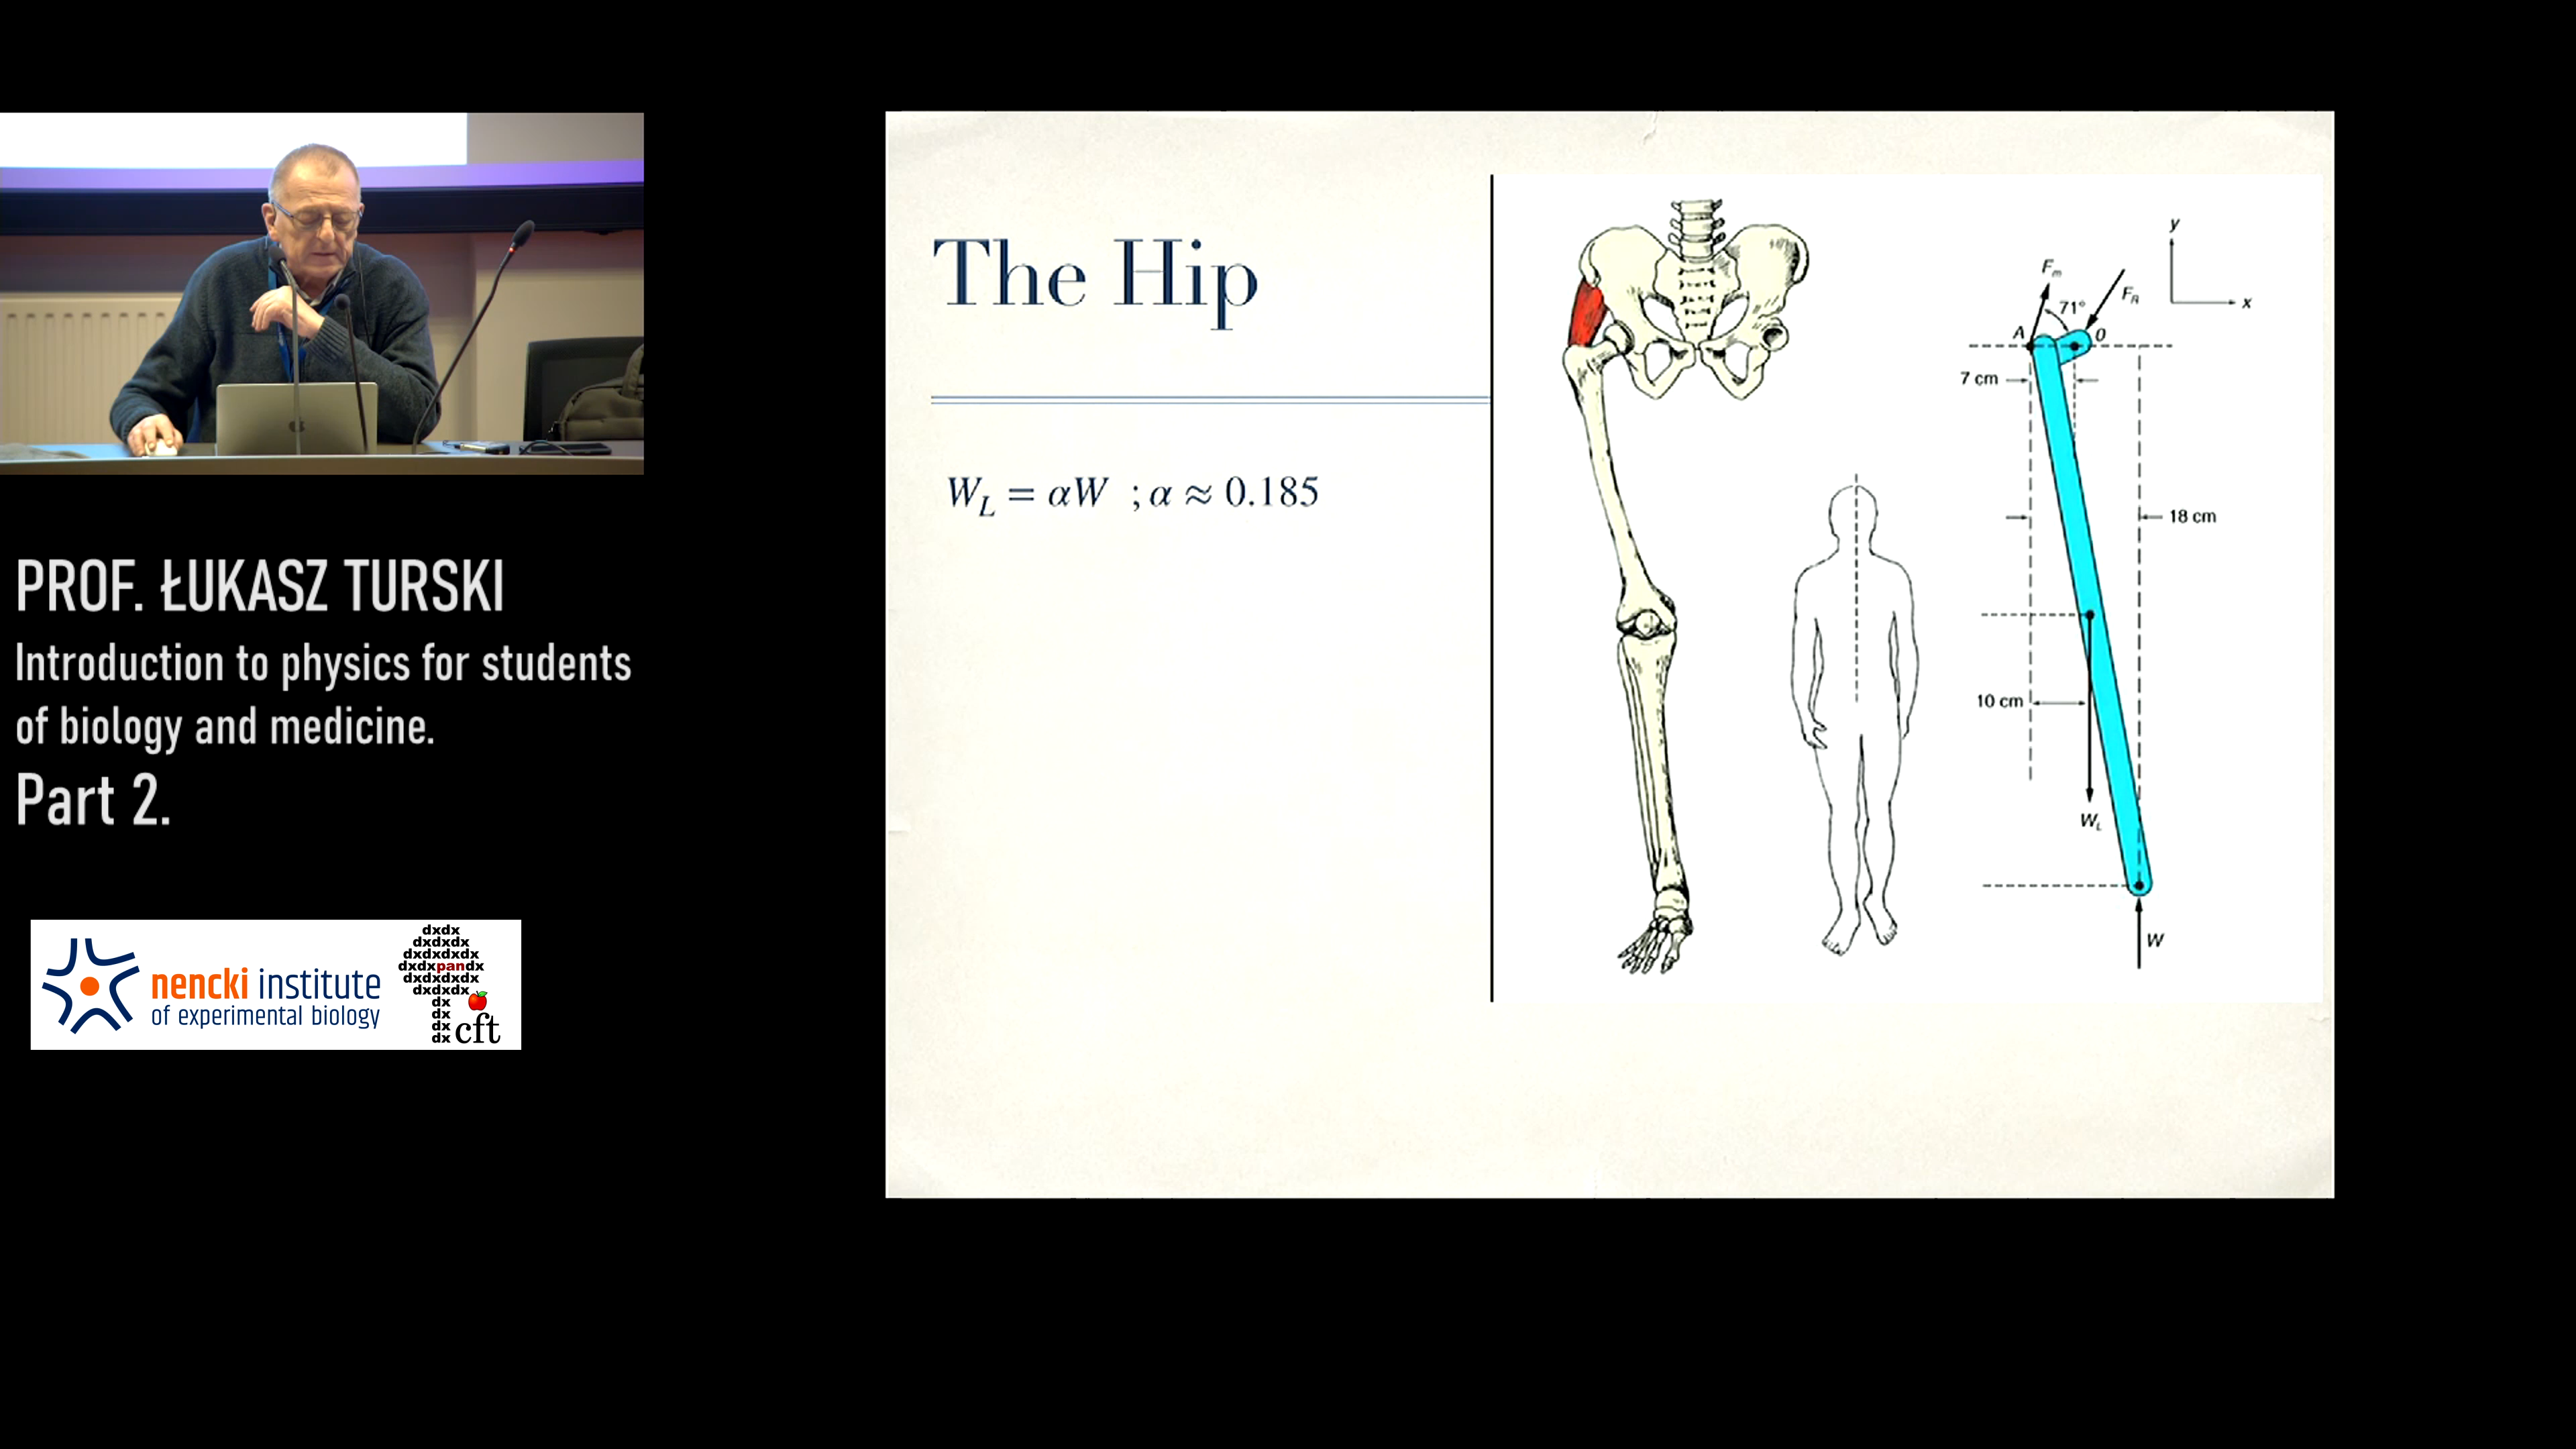 PROF. ŁUKASZ TURSKI
Introduction to physics for students
of biology and medicine.
Part 2.
nencki institute
of experimental biology
dxdx
dxdxdx
dxdxdxdx
dxdxpandx
dxdxdxdx
dxdxdx
dx
dx
dx
dx cft
The Hip
W_L = αW ; α ≈ 0.185
y
x
F_m
F_R
71°
A
O
7 cm
18 cm
10 cm
W_L
W